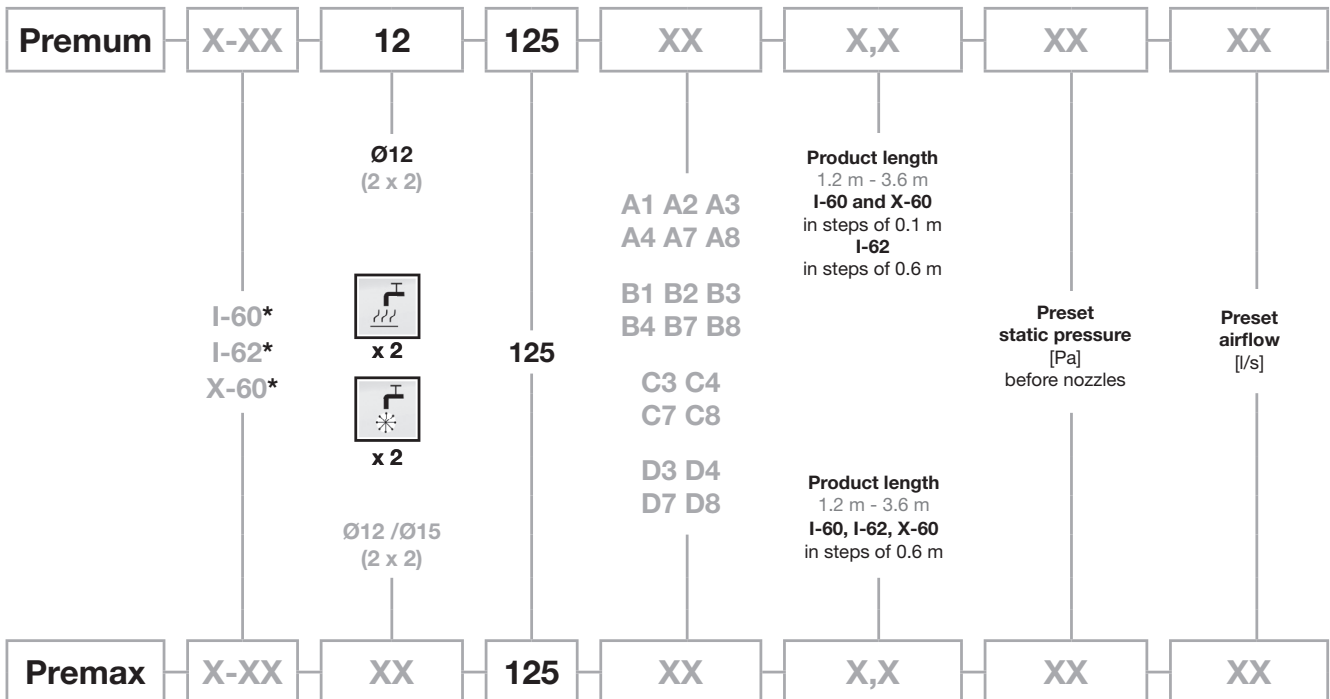 Premum X-XX 12 125 XX X,X XX XX
Ø12
(2 x 2)
x 2
x 2
Ø12 /Ø15
(2 x 2)
I-60*
I-62*
X-60*
125
A1 A2 A3
A4 A7 A8
B1 B2 B3
B4 B7 B8
C3 C4
C7 C8
D3 D4
D7 D8
Product length
1.2 m - 3.6 m
I-60 and X-60
in steps of 0.1 m
I-62
in steps of 0.6 m
Product length
1.2 m - 3.6 m
I-60, I-62, X-60
in steps of 0.6 m
Preset
static pressure
[Pa]
before nozzles
Preset
airflow
[l/s]
Premax X-XX XX 125 XX X,X XX XX